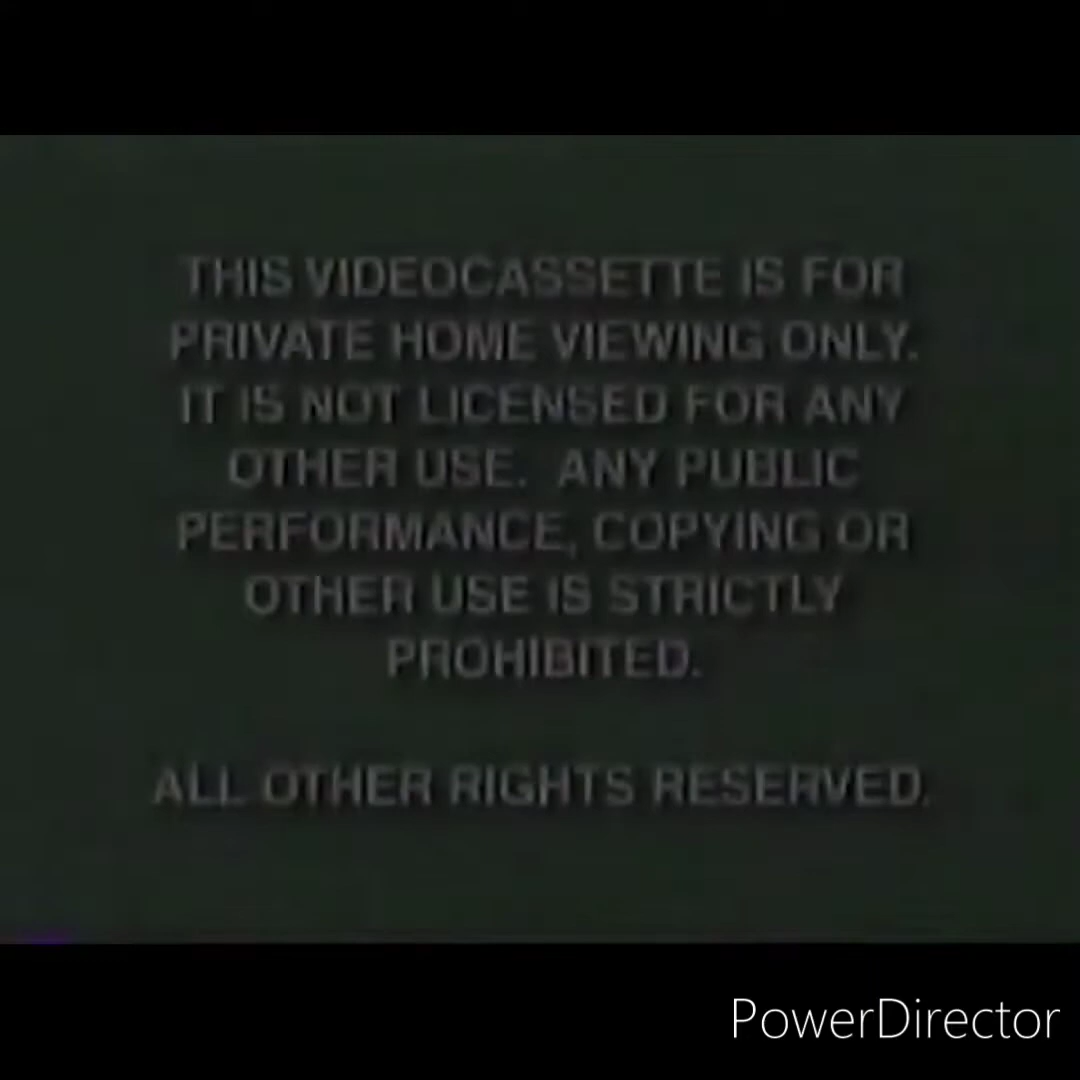 THIS VIDEOCASSETTE IS FOR
PRIVATE HOME VIEWING ONLY.
IT IS NOT LICENSED FOR ANY
OTHER USE. ANY PUBLIC
PERFORMANCE, COPYING OR
OTHER USE IS STRICTLY
PROHIBITED.
ALL OTHER RIGHTS RESERVED.
PowerDirector